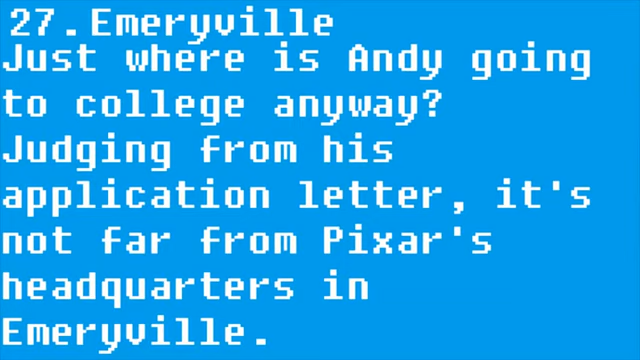 27.Emeryville
Just where is Andy going
to college anyway?
Judging from his
application letter, it's
not far from Pixar's
headquarters in
Emeryville.